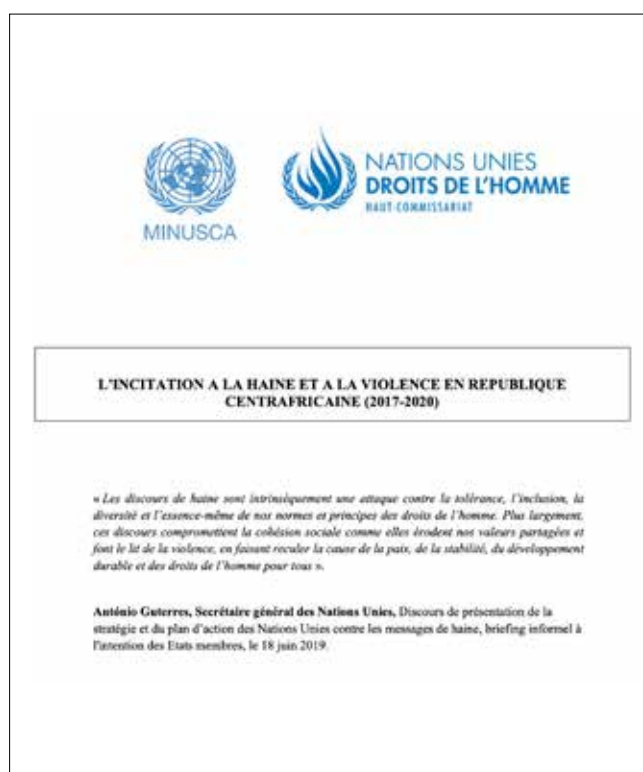 MINUSCA
NATIONS UNIES
DROITS DE L'HOMME
HAUT-COMMISSARIAT
L'INCITATION A LA HAINE ET A LA VIOLENCE EN REPUBLIQUE
CENTRAFRICAINE (2017-2020)
« Les discours de haine sont intrinsèquement une attaque contre la tolérance, l'inclusion, la
diversité et l'essence-même de nos normes et principes des droits de l'homme. Plus largement,
ces discours compromettent la cohésion sociale comme elles érodent nos valeurs partagées et
font le lit de la violence, en faisant reculer la cause de la paix, de la stabilité, du développement
durable et des droits de l'homme pour tous ».
António Guterres, Secrétaire général des Nations Unies, Discours de présentation de la
stratégie et du plan d'action des Nations Unies contre les messages de haine, briefing informel à
l'intention des Etats membres, le 18 juin 2019.